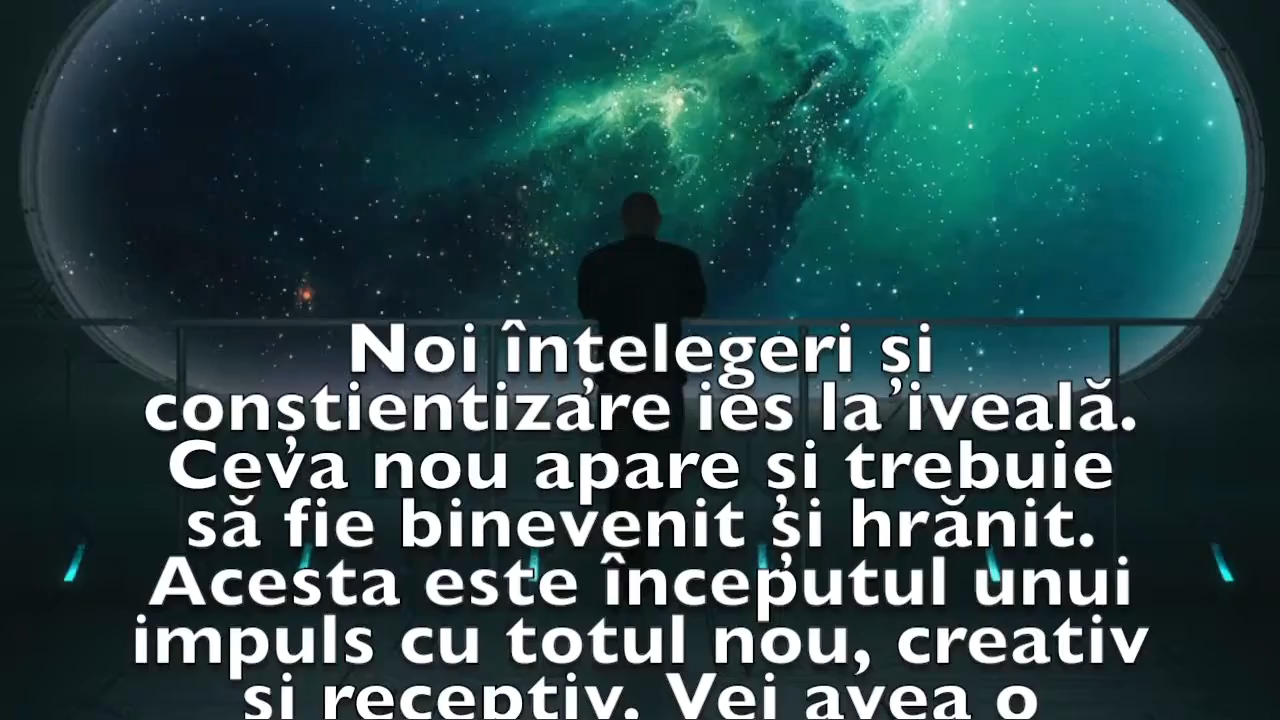 Noi înțelegeri și
conștientizare ies la iveală.
Ceva nou apare și trebuie
să fie binevenit și hrănit.
Acesta este începutul unui
impuls cu totul nou, creativ
și receptiv. Vei avea o